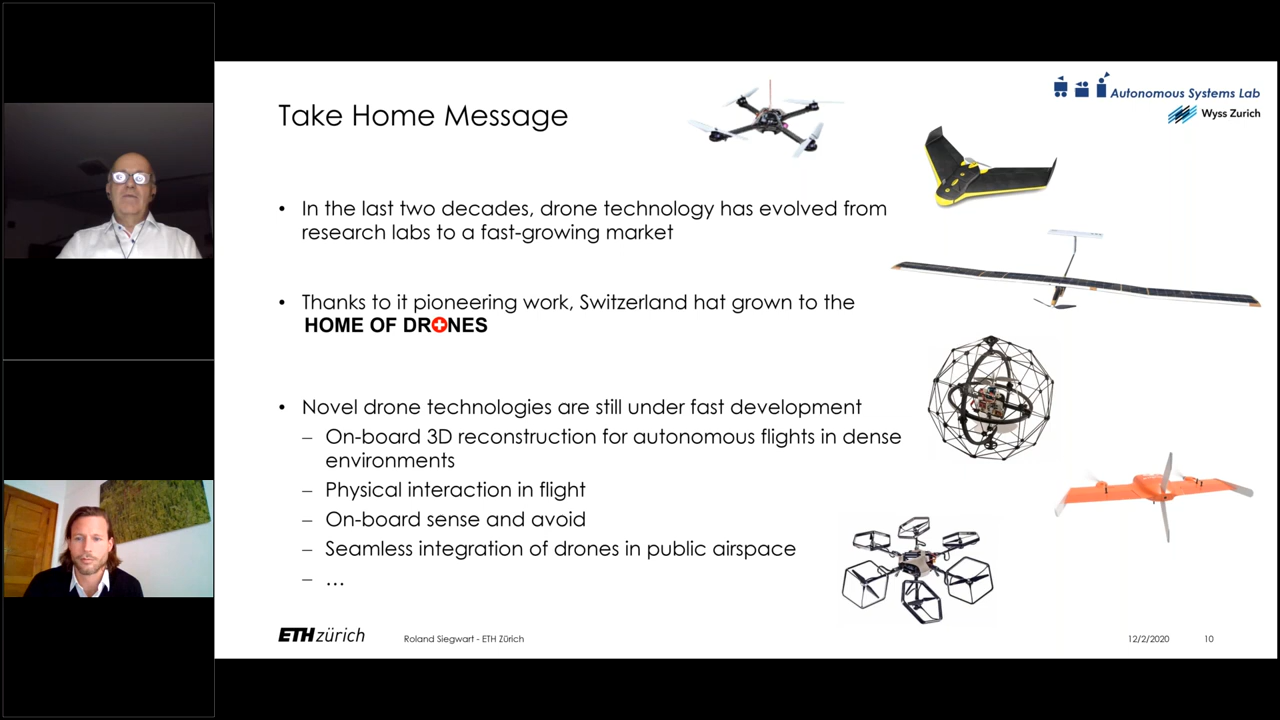 Take Home Message
Autonomous Systems Lab
Wyss Zurich
• In the last two decades, drone technology has evolved from
research labs to a fast-growing market
• Thanks to it pioneering work, Switzerland hat grown to the
HOME OF DRONES
• Novel drone technologies are still under fast development
– On-board 3D reconstruction for autonomous flights in dense
environments
– Physical interaction in flight
– On-board sense and avoid
– Seamless integration of drones in public airspace
– …
ETH zürich
Roland Siegwart - ETH Zürich
12/2/2020
10